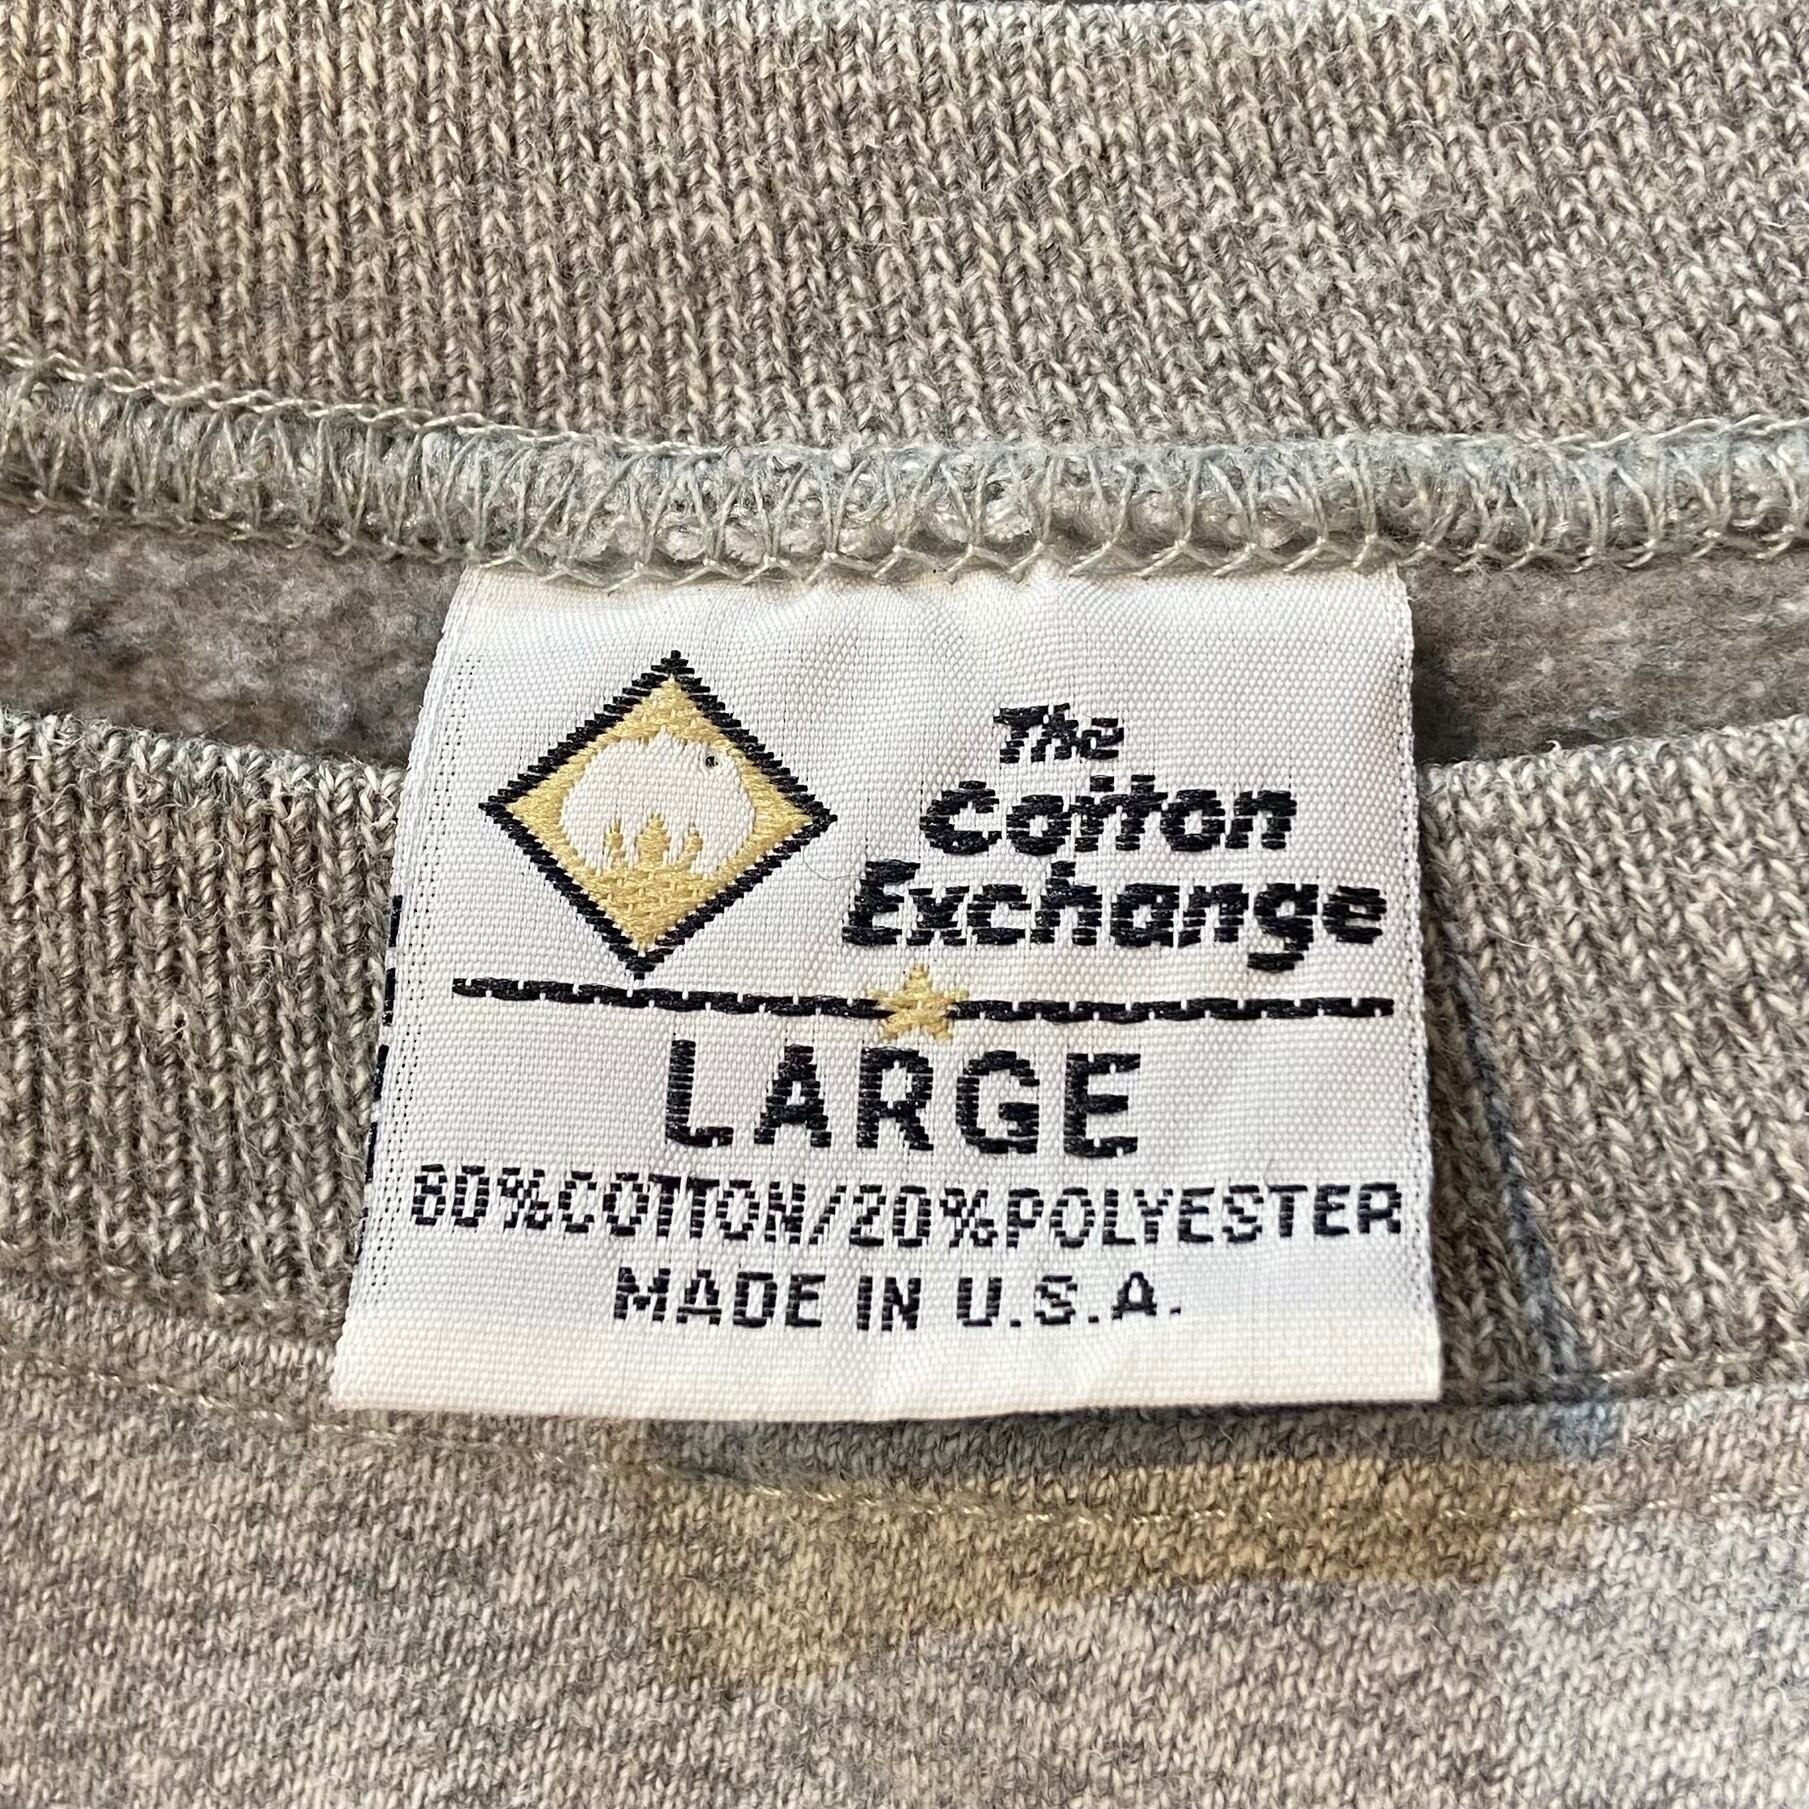 The
Cotton
Exchange
LARGE
80%COTTON/20%POLYESTER
MADE IN U.S.A.